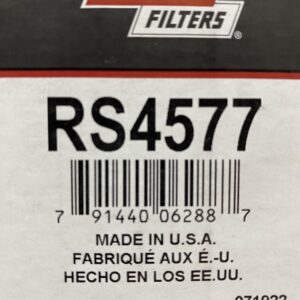 FILTERS®
RS4577
7 91440 06288 7
MADE IN U.S.A.
FABRIQUÉ AUX É.-U.
HECHO EN LOS EE.UU.